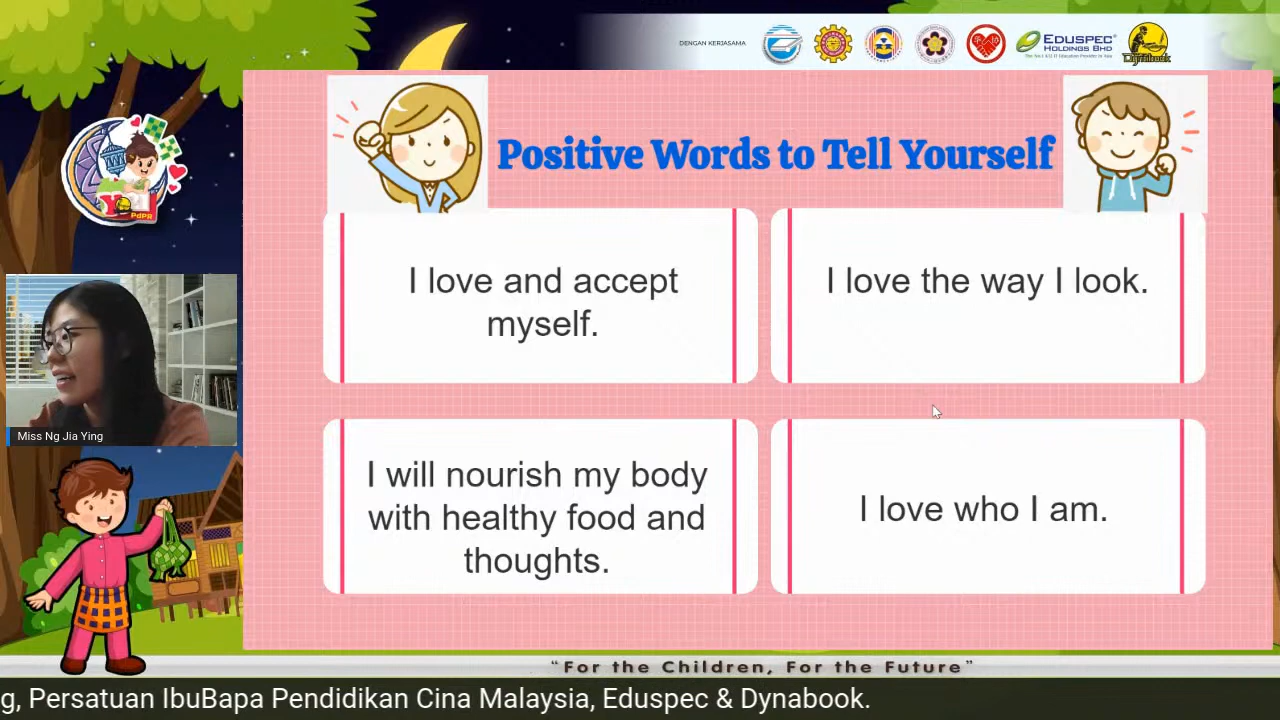 DENGAN KERJASAMA
EDUSPEC
HOLDINGS BHD
Dynabook
Positive Words to Tell Yourself
I love and accept
myself.
I love the way I look.
I will nourish my body
with healthy food and
thoughts.
I love who I am.
PdPR
Miss Ng Jia Ying
"For the Children, For the Future"
g, Persatuan IbuBapa Pendidikan Cina Malaysia, Eduspec & Dynabook.